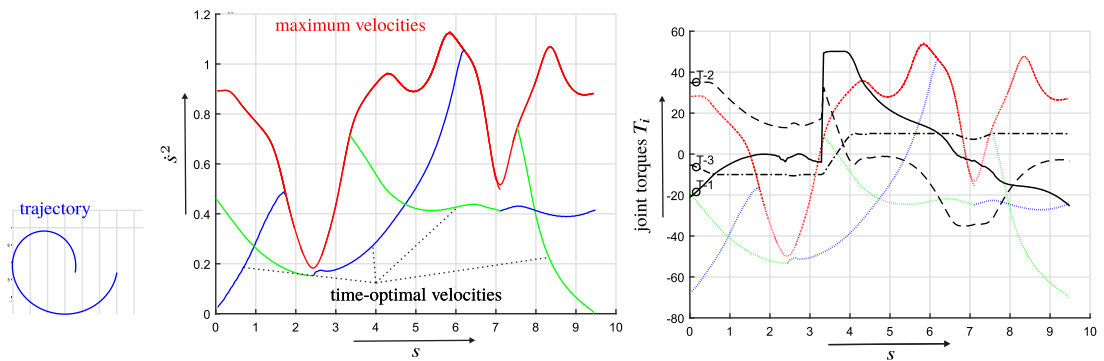 trajectory
maximum velocities
1.2
1
0.8
0.6
0.4
0.2
0
ṡ²
time-optimal velocities
0 1 2 3 4 5 6 7 8 9 10
s
60
40
20
0
-20
-40
-60
-80
joint torques Tᵢ
T-2
T-3
T-1
0 1 2 3 4 5 6 7 8 9 10
s